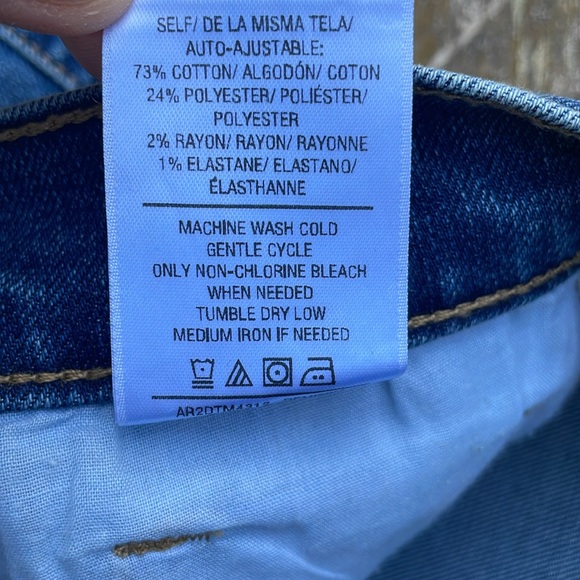 SELF/ DE LA MISMA TELA/
AUTO-AJUSTABLE:
73% COTTON/ ALGODÓN/ COTON
24% POLYESTER/ POLIÉSTER/
POLYESTER
2% RAYON/ RAYON/ RAYONNE
1% ELASTANE/ ELASTANO/
ÉLASTHANNE
MACHINE WASH COLD
GENTLE CYCLE
ONLY NON-CHLORINE BLEACH
WHEN NEEDED
TUMBLE DRY LOW
MEDIUM IRON IF NEEDED